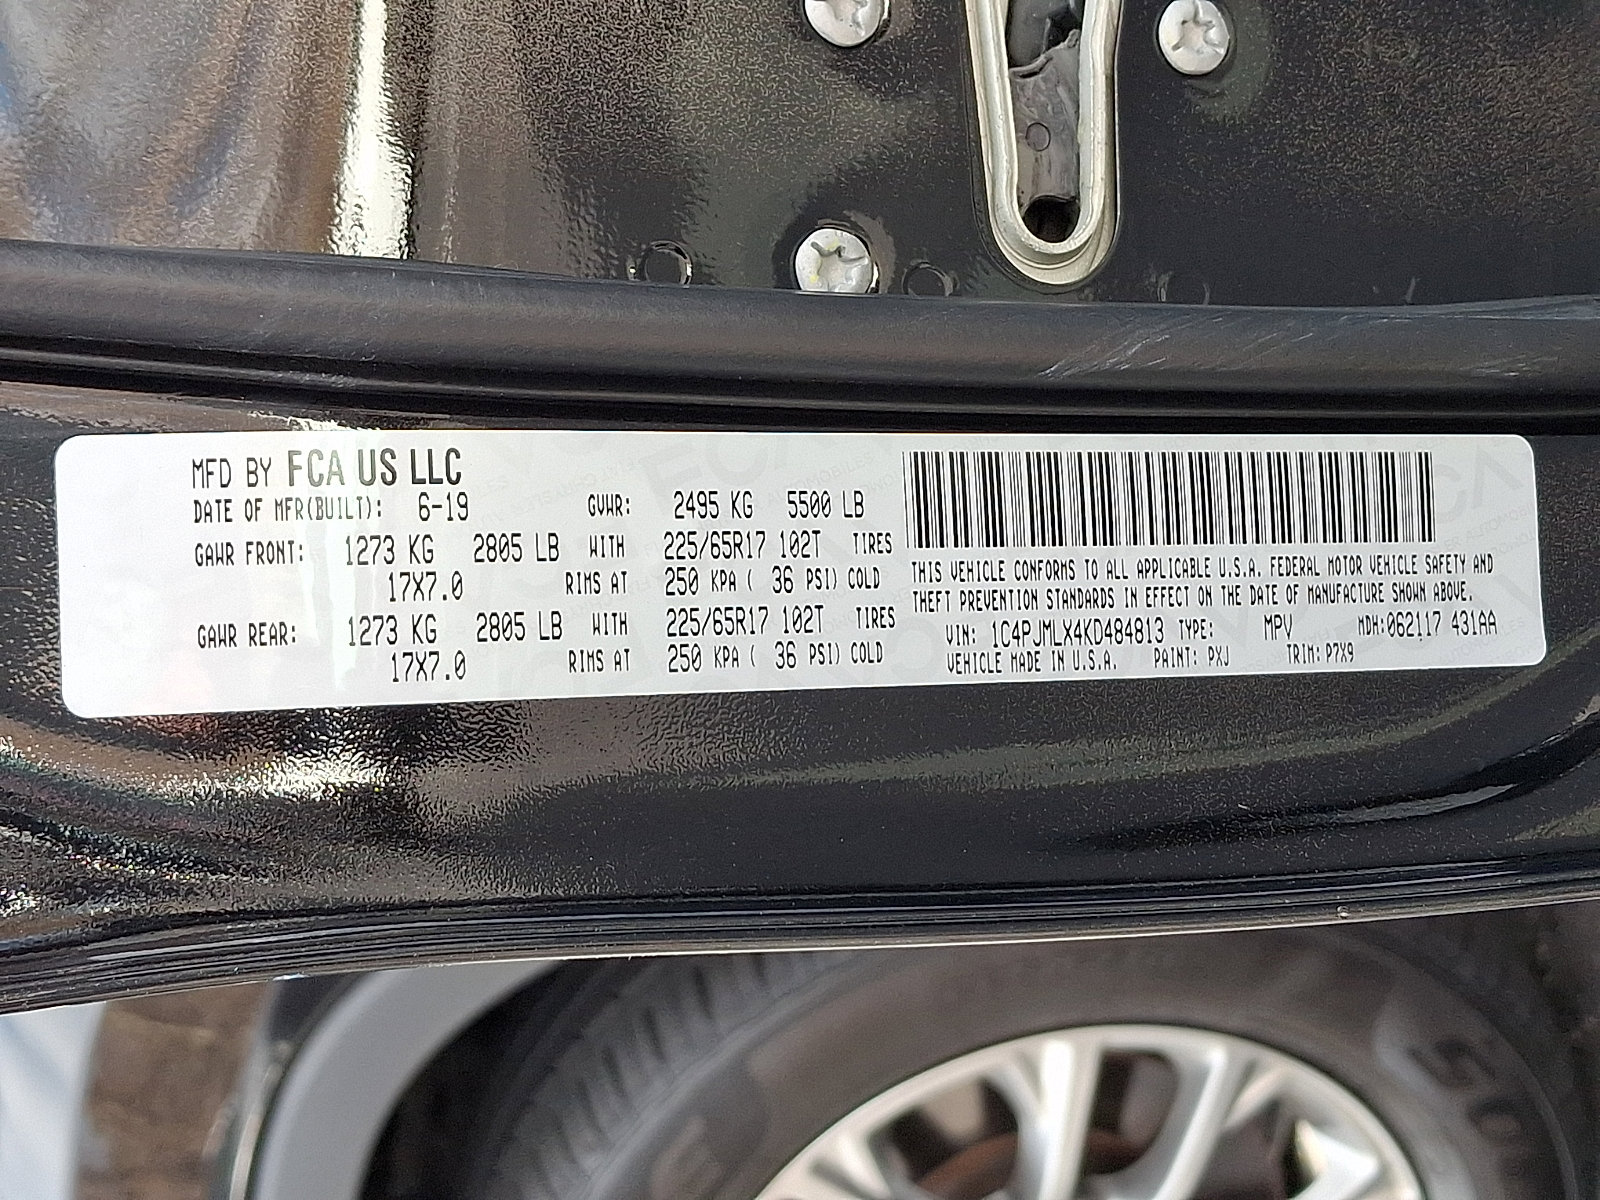 MFD BY FCA US LLC
DATE OF MFR(BUILT): 6-19 GVWR: 2495 KG 5500 LB
GAWR FRONT: 1273 KG 2805 LB WITH 225/65R17 102T TIRES
17X7.0 RIMS AT 250 KPA ( 36 PSI) COLD
GAWR REAR: 1273 KG 2805 LB WITH 225/65R17 102T TIRES
17X7.0 RIMS AT 250 KPA ( 36 PSI) COLD
THIS VEHICLE CONFORMS TO ALL APPLICABLE U.S.A. FEDERAL MOTOR VEHICLE SAFETY AND
THEFT PREVENTION STANDARDS IN EFFECT ON THE DATE OF MANUFACTURE SHOWN ABOVE.
VIN: 1C4PJMLX4KD484813 TYPE: MPV MDH:062117 431AA
VEHICLE MADE IN U.S.A. PAINT: PXJ TRIM: P7X9